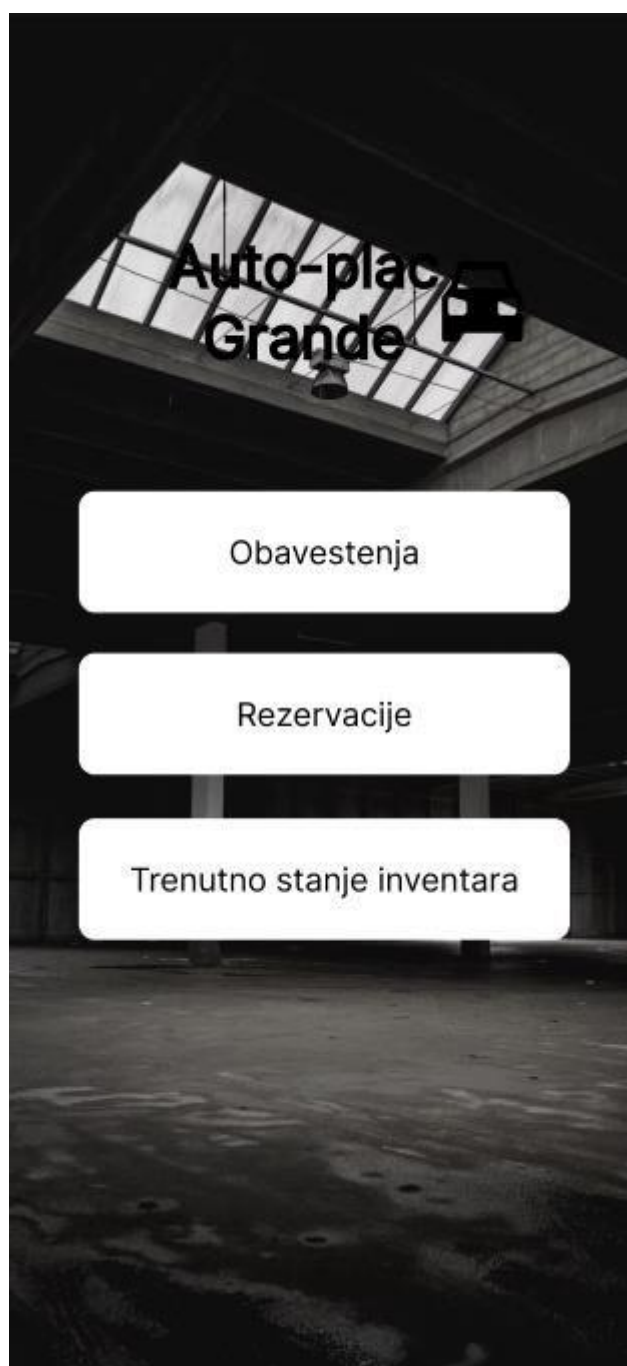 Auto-plac
Grande
Obavestenja
Rezervacije
Trenutno stanje inventara